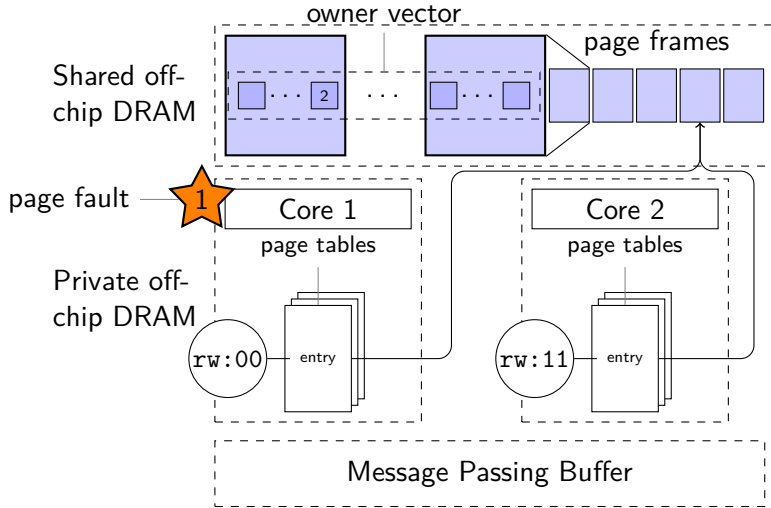 owner vector
page frames
Shared off-
chip DRAM
··· 2 ··· ···
page fault
1
Core 1
Core 2
page tables
page tables
Private off-
chip DRAM
rw:00
entry
rw:11
entry
Message Passing Buffer